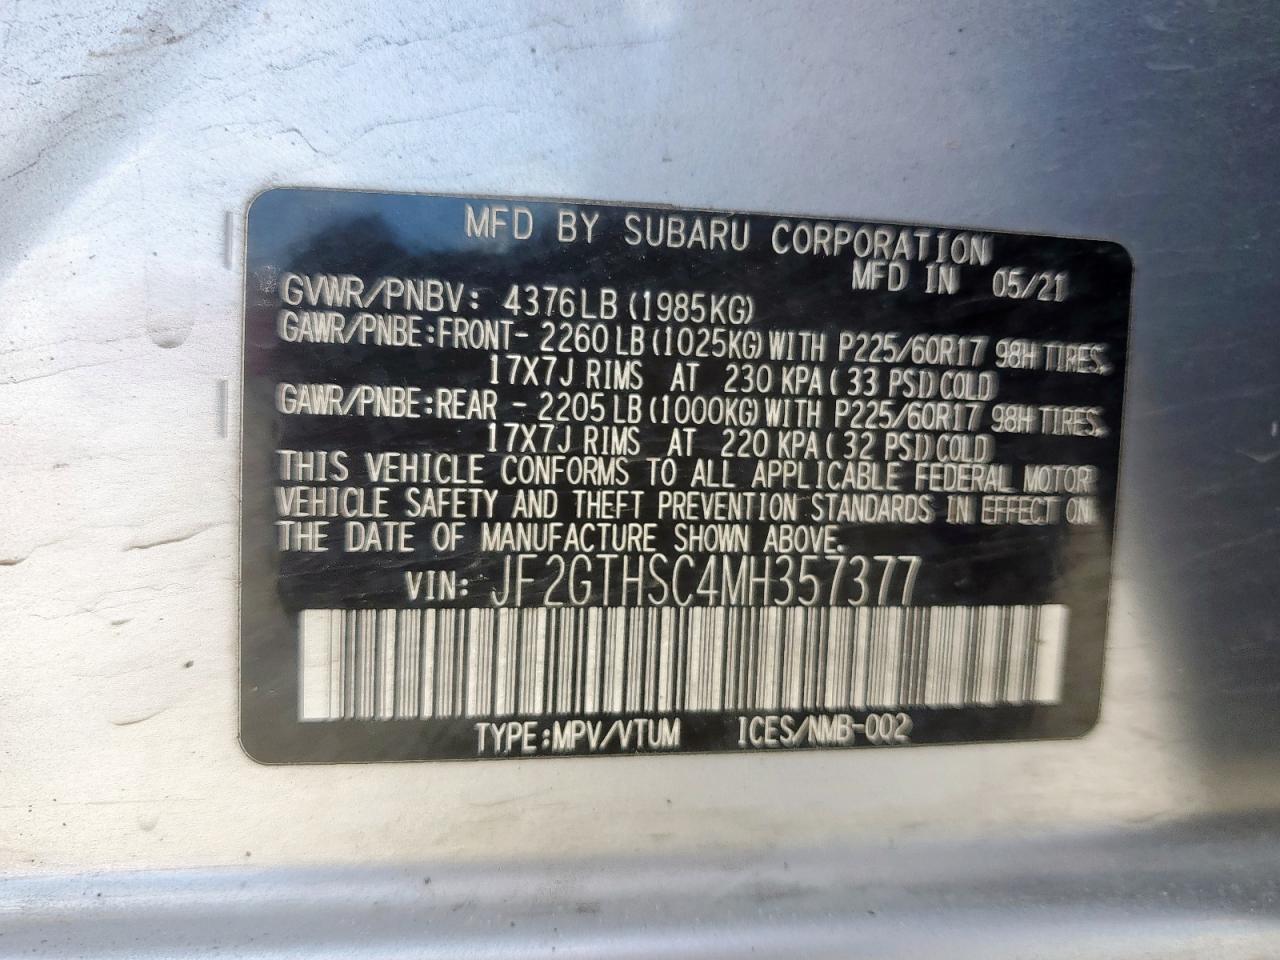 MFD BY SUBARU CORPORATION
MFD IN 05/21
GVWR/PNBV: 4376LB (1985KG)
GAWR/PNBE:FRONT- 2260LB (1025KG) WITH P225/60R17 98H TIRES,
17X7J RIMS AT 230 KPA (33 PSI) COLD
GAWR/PNBE:REAR - 2205LB (1000KG) WITH P225/60R17 98H TIRES,
17X7J RIMS AT 220 KPA (32 PSI) COLD
THIS VEHICLE CONFORMS TO ALL APPLICABLE FEDERAL MOTOR
VEHICLE SAFETY AND THEFT PREVENTION STANDARDS IN EFFECT ON
THE DATE OF MANUFACTURE SHOWN ABOVE.
VIN: JF2GTHSC4MH357377
TYPE:MPV/VTUM ICES/NMB-002